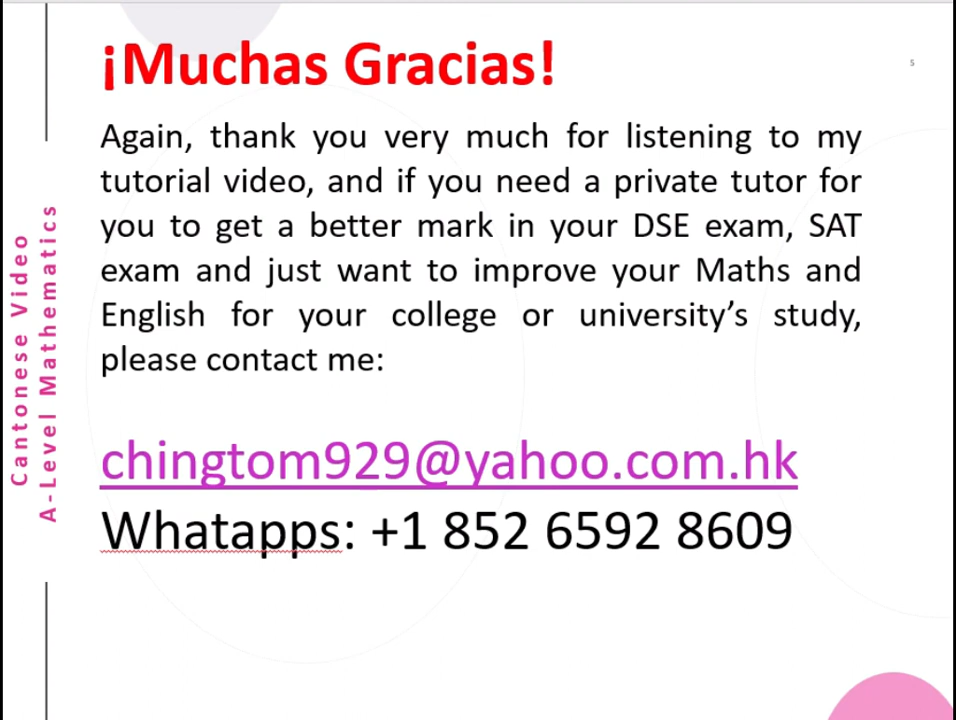 ¡Muchas Gracias!
5
Again, thank you very much for listening to my
tutorial video, and if you need a private tutor for
you to get a better mark in your DSE exam, SAT
exam and just want to improve your Maths and
English for your college or university’s study,
please contact me:
chingtom929@yahoo.com.hk
Whatapps: +1 852 6592 8609
Cantonese Video
A-Level Mathematics